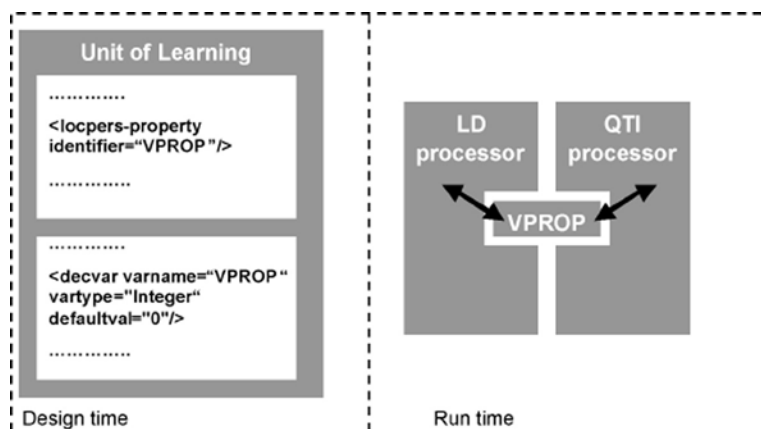 Unit of Learning
………….
<locpers-property
identifier=“VPROP”/>
…………..
………….
<decvar varname=“VPROP“
vartype="Integer“
defaultval="0"/>
…………..
Design time
LD
processor
QTI
processor
VPROP
Run time